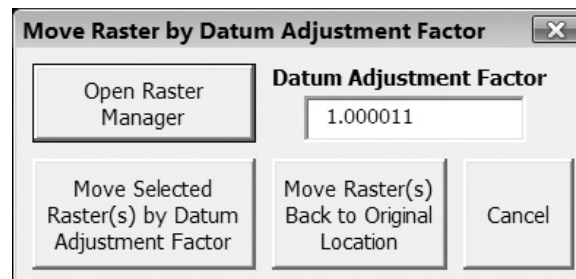 Move Raster by Datum Adjustment Factor
Open Raster
Manager
Datum Adjustment Factor
1.000011
Move Selected
Raster(s) by Datum
Adjustment Factor
Move Raster(s)
Back to Original
Location
Cancel